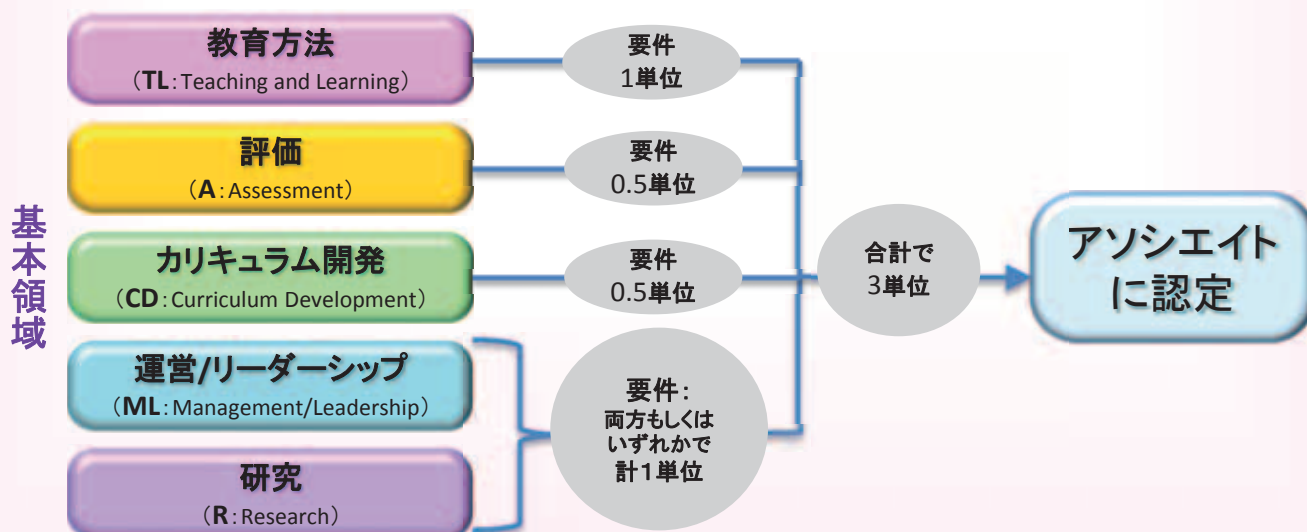 基本領域
教育方法
（TL：Teaching and Learning）
要件
1単位
評価
（A：Assessment）
要件
0.5単位
カリキュラム開発
（CD：Curriculum Development）
要件
0.5単位
運営/リーダーシップ
（ML：Management/Leadership）
研究
（R：Research）
要件：
両方もしくは
いずれかで
計１単位
合計で
3単位
アソシエイト
に認定